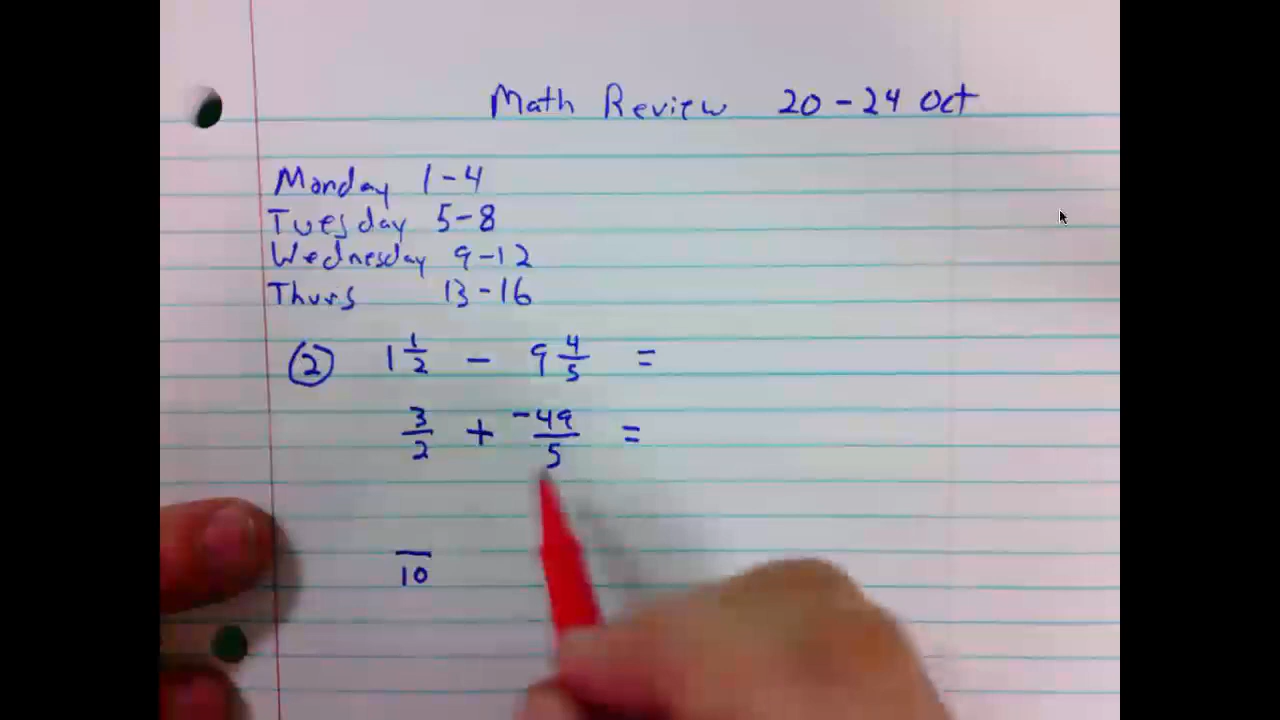 Math Review 20 - 24 Oct
Monday 1 - 4
Tuesday 5 - 8
Wednesday 9 - 12
Thurs 13 - 16
② 1 1/2 - 9 4/5 =
3/2 + -49/5 =
/10